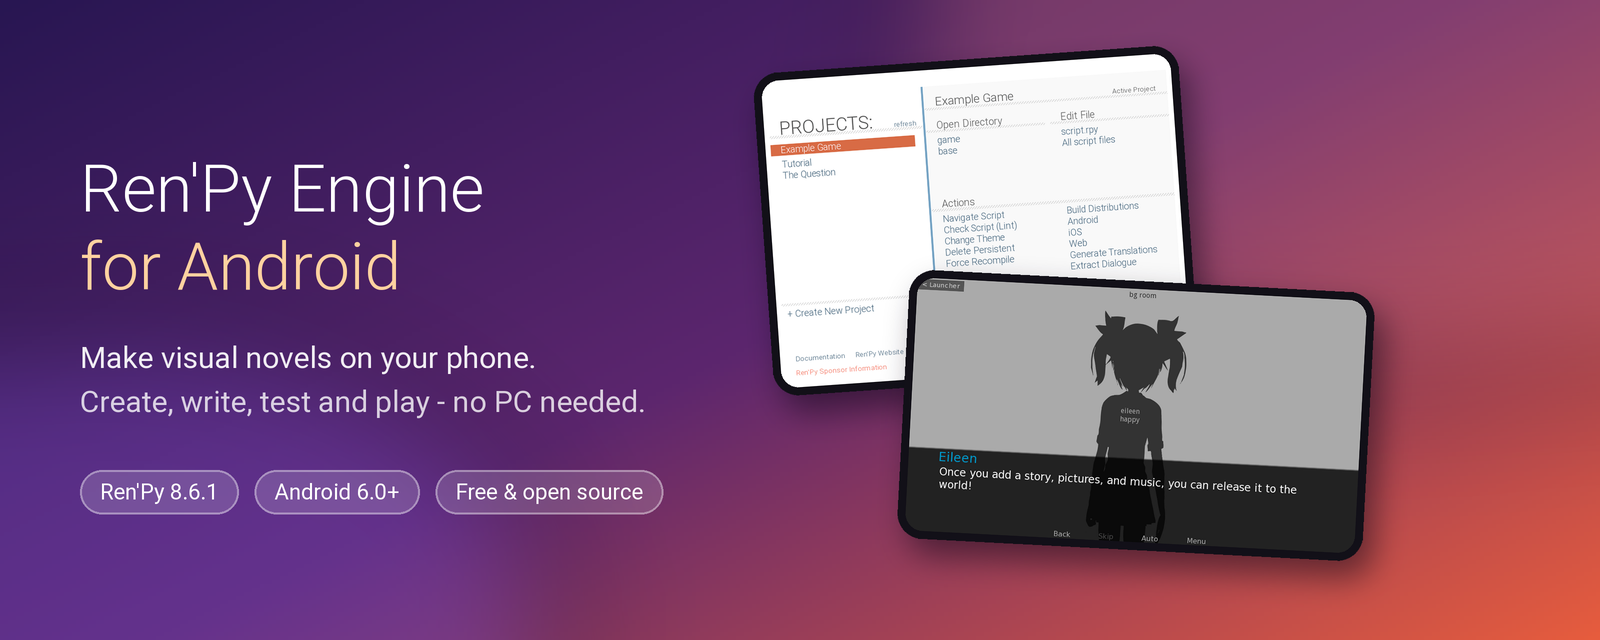 Ren'Py Engine
for Android
Make visual novels on your phone.
Create, write, test and play - no PC needed.
Ren'Py 8.6.1
Android 6.0+
Free & open source
PROJECTS:
refresh
Example Game
Tutorial
The Question
+ Create New Project
Documentation
Ren'Py Website
Ren'Py Sponsor Information
Example Game
Active Project
Open Directory
game
base
Edit File
script.rpy
All script files
Actions
Navigate Script
Check Script (Lint)
Change Theme
Delete Persistent
Force Recompile
Build Distributions
Android
iOS
Web
Generate Translations
Extract Dialogue
< Launcher
bg room
eileen
happy
Eileen
Once you add a story, pictures, and music, you can release it to the
world!
Back
Skip
Auto
Menu